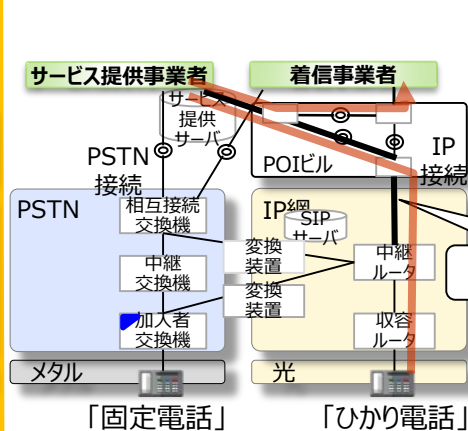 サービス提供事業者
着信事業者
サービス
提供
サーバ
PSTN
接続
POIビル
IP
接続
PSTN
相互接続
交換機
IP網
SIP
サーバ
変換
装置
中継
交換機
中継
ルータ
変換
装置
加入者
交換機
収容
ルータ
メタル
光
「固定電話」
「ひかり電話」